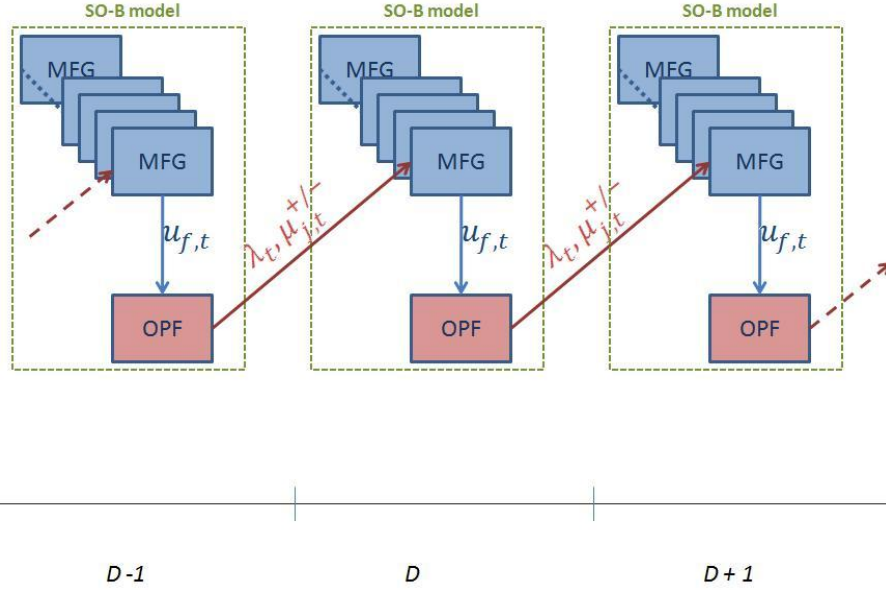 SO-B model
SO-B model
SO-B model
MFG
MFG
MFG
MFG
MFG
MFG
u_{f,t}
λ_t, μ_{j,t}^{+/-}
u_{f,t}
λ_t, μ_{j,t}^{+/-}
u_{f,t}
OPF
OPF
OPF
D-1
D
D+1